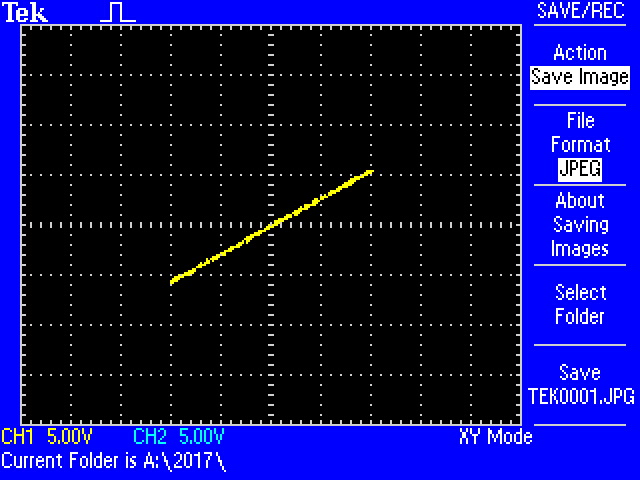 Tek
SAVE/REC
Action
Save Image
File
Format
JPEG
About
Saving
Images
Select
Folder
Save
TEK0001.JPG
CH1 5.00V CH2 5.00V XY Mode
Current Folder is A:\2017\